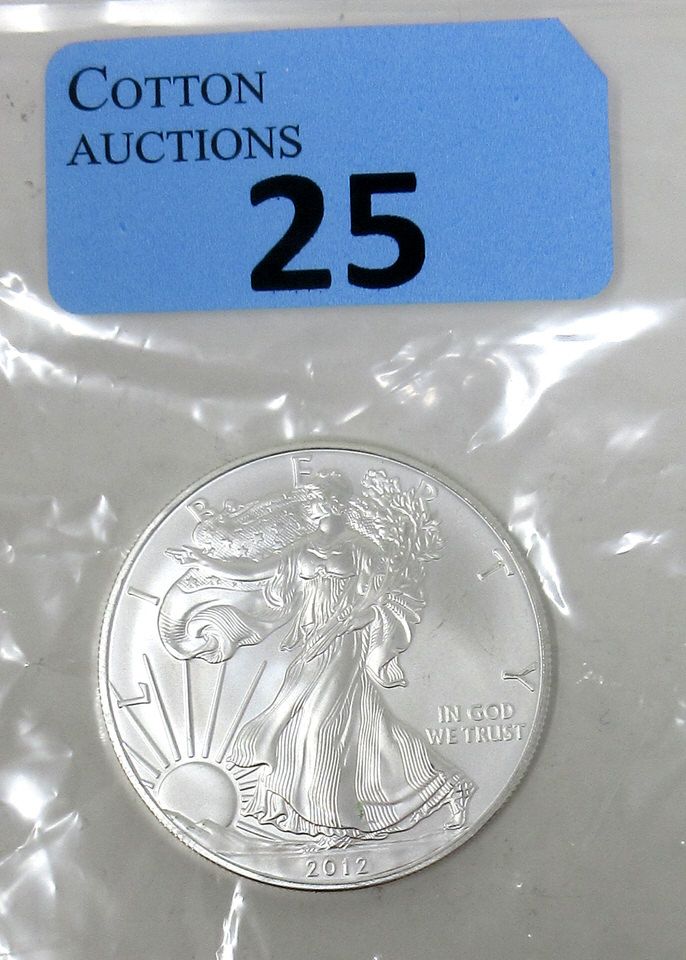 COTTON
AUCTIONS
25
LIBERTY
IN GOD
WE TRUST
2012